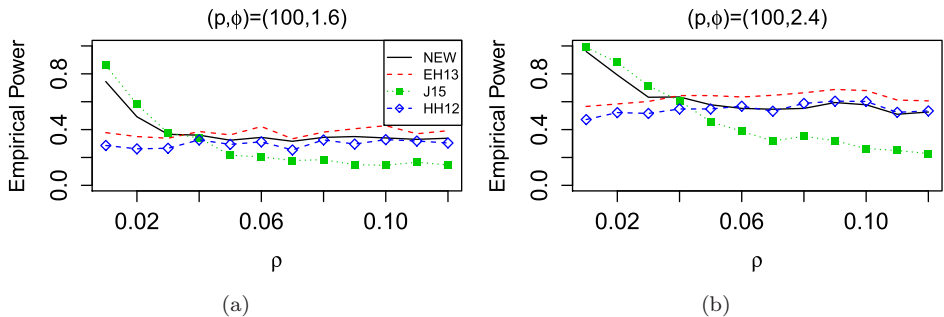 (p,ϕ)=(100,1.6)
Empirical Power
0.0 0.4 0.8
NEW
EH13
J15
HH12
0.02 0.06 0.10
ρ
(a)
(p,ϕ)=(100,2.4)
Empirical Power
0.0 0.4 0.8
0.02 0.06 0.10
ρ
(b)